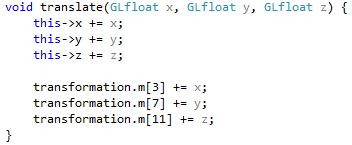 void translate(GLfloat x, GLfloat y, GLfloat z) {
    this->x += x;
    this->y += y;
    this->z += z;

    transformation.m[3] += x;
    transformation.m[7] += y;
    transformation.m[11] += z;
}